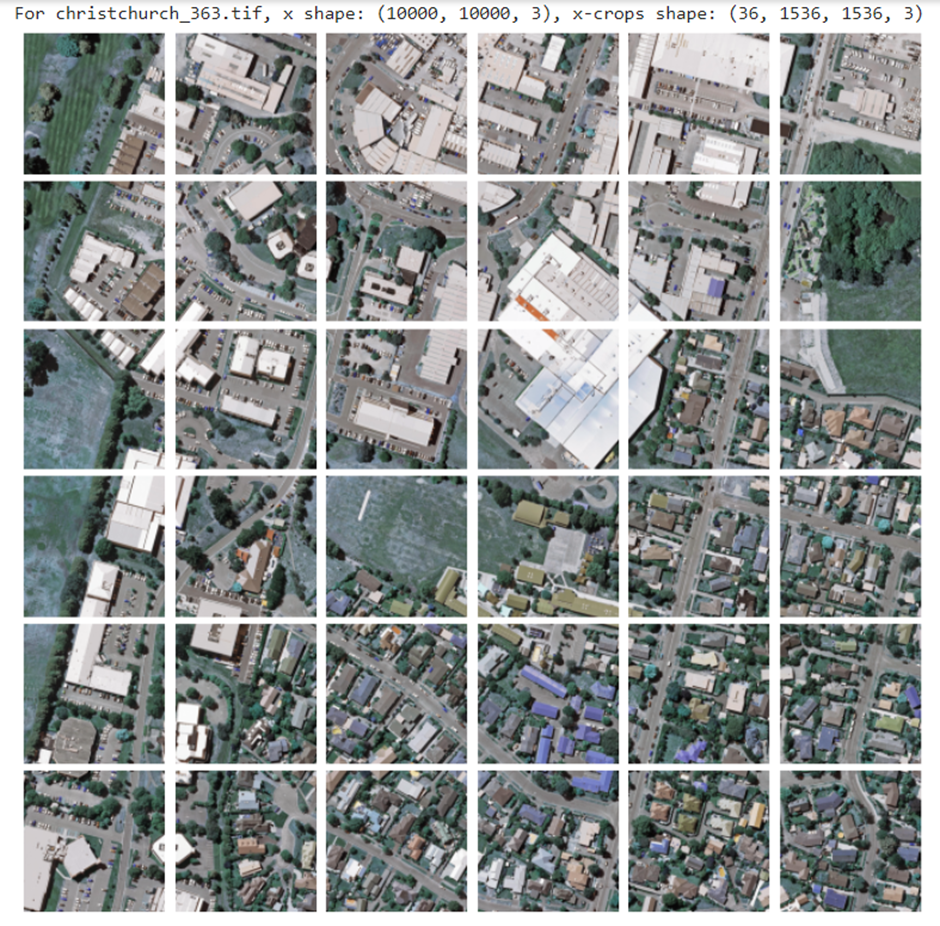 For christchurch_363.tif, x shape: (10000, 10000, 3), x-crops shape: (36, 1536, 1536, 3)